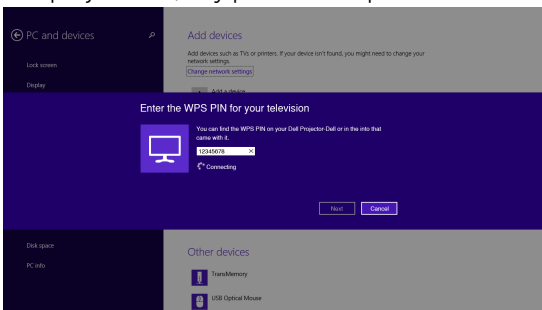 PC and devices
Lock screen
Display
Disk space
PC info
Add devices
Add devices such as TVs or printers. If your device isn't found, you might need to change your
network settings.
Change network settings
Add a device
Enter the WPS PIN for your television
You can find the WPS PIN on your Dell Projector-Dell or in the into that
came with it.
12345678
Connecting
Next
Cancel
Other devices
TransMemory
USB Optical Mouse